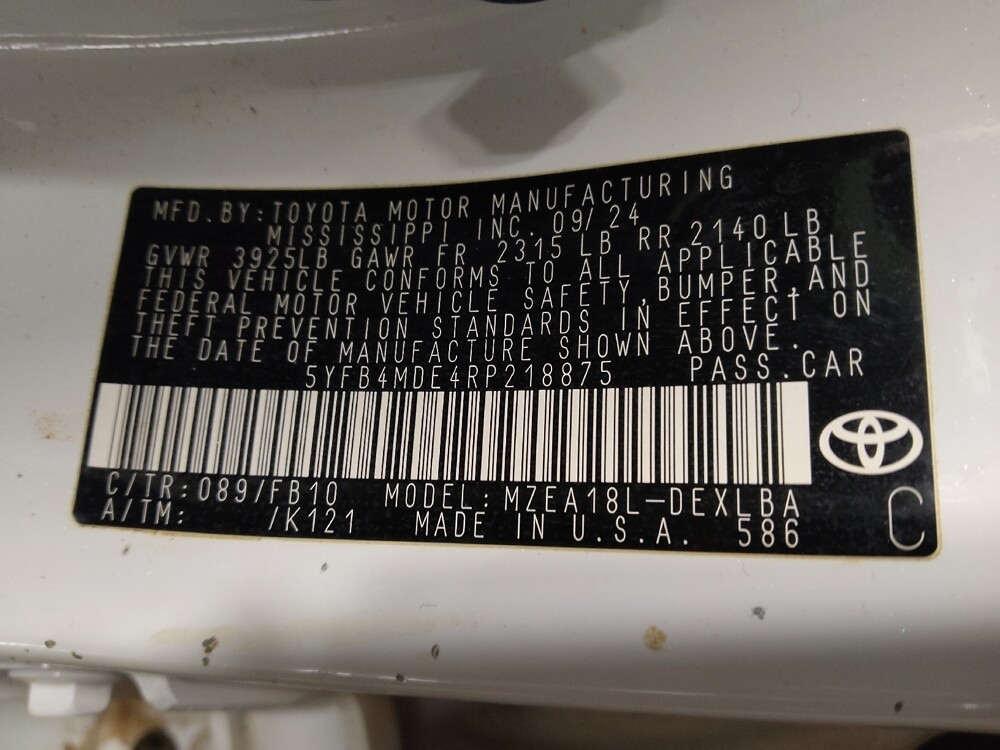 MFD.BY:TOYOTA MOTOR MANUFACTURING
MISSISSIPPI INC. 09/24
GVWR 3925LB GAWR FR 2315 LB RR 2140 LB
THIS VEHICLE CONFORMS TO ALL APPLICABLE
FEDERAL MOTOR VEHICLE SAFETY,BUMPER,AND
THEFT PREVENTION STANDARDS IN EFFECT ON
THE DATE OF MANUFACTURE SHOWN ABOVE.
5YFB4MDE4RP218875 PASS.CAR
C/TR:089/FB10 MODEL:MZEA18L-DEXLBA
A/TM: /K121 MADE IN U.S.A. 586
C